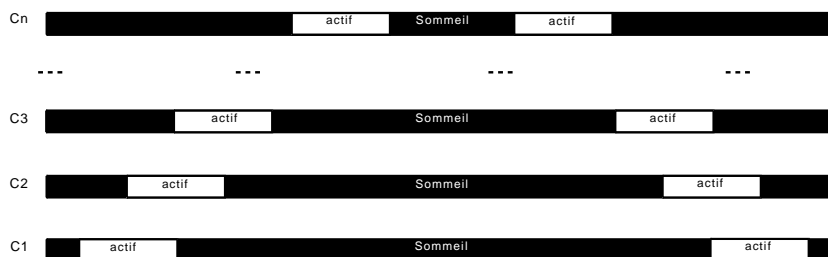 Cn actif Sommeil actif
--- --- --- ---
C3 actif Sommeil actif
C2 actif Sommeil actif
C1 actif Sommeil actif